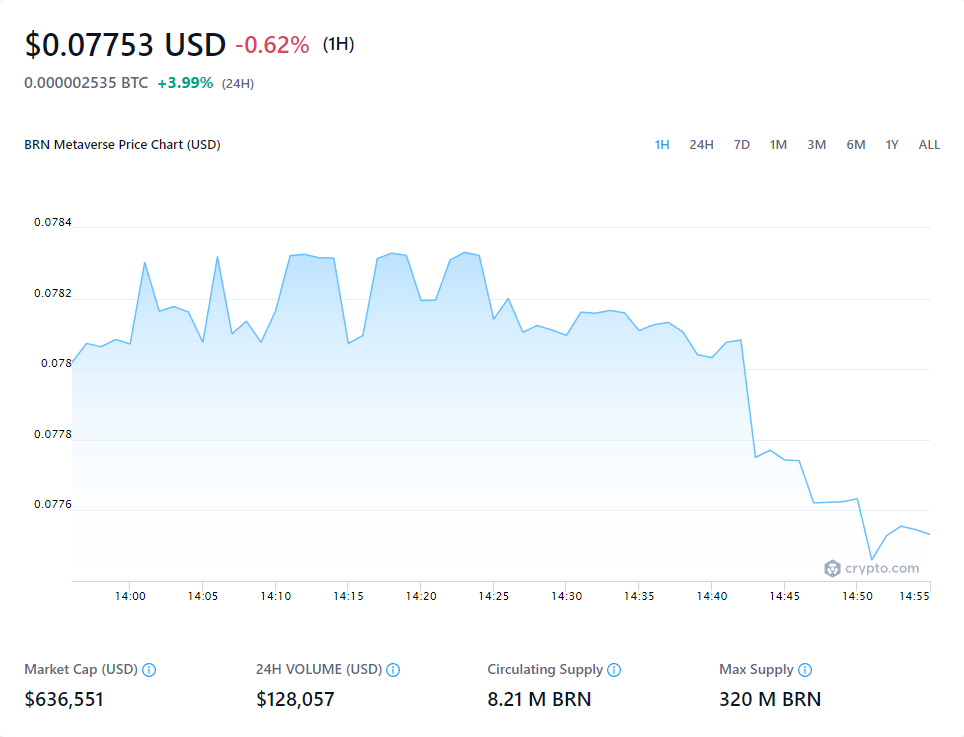 $0.07753 USD -0.62% (1H)
0.000002535 BTC +3.99% (24H)
BRN Metaverse Price Chart (USD) 1H 24H 7D 1M 3M 6M 1Y ALL
0.0784
0.0782
0.078
0.0778
0.0776
crypto.com
14:00 14:05 14:10 14:15 14:20 14:25 14:30 14:35 14:40 14:45 14:50 14:55
Market Cap (USD) 24H VOLUME (USD) Circulating Supply Max Supply
$636,551 $128,057 8.21 M BRN 320 M BRN